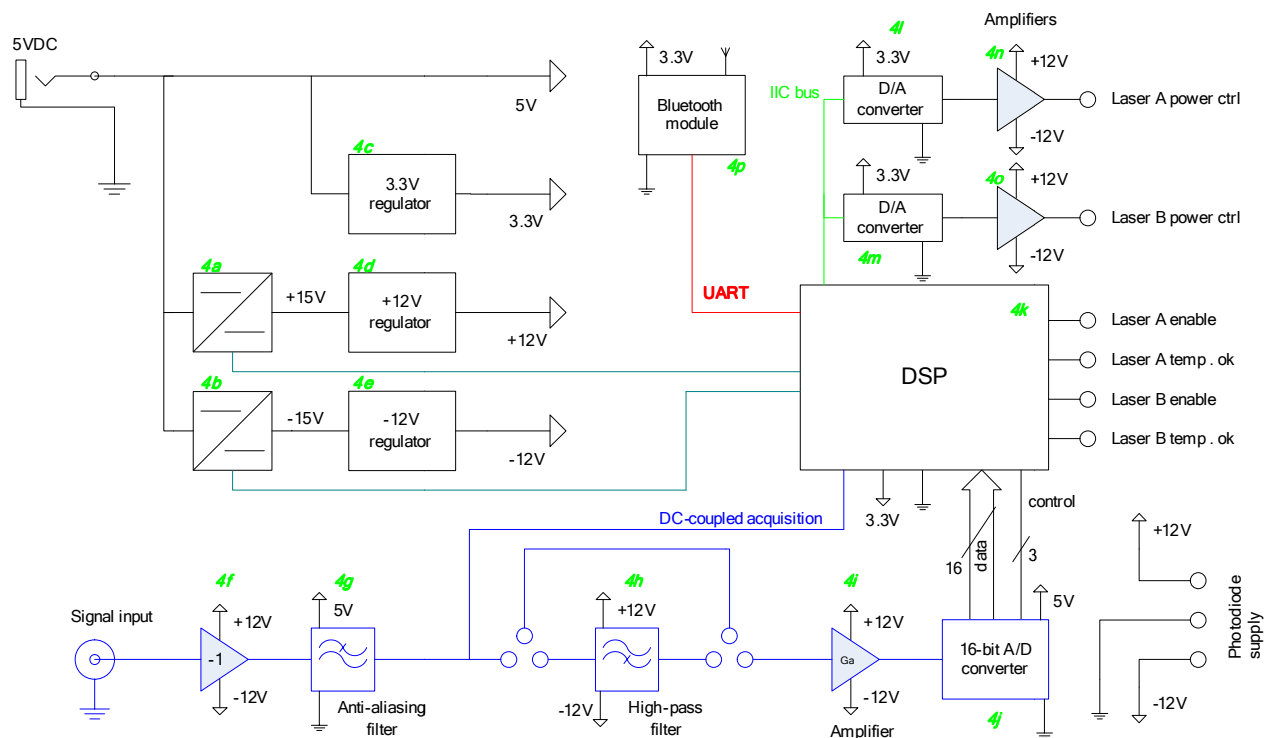 5VDC
5V
4c
3.3V
regulator
3.3V
4a
+15V
4d
+12V
regulator
+12V
4b
-15V
4e
-12V
regulator
-12V
3.3V
Bluetooth
module
4p
UART
IIC bus
4l
3.3V
D/A
converter
Amplifiers
4n
+12V
-12V
Laser A power ctrl
3.3V
D/A
converter
4m
4o
+12V
-12V
Laser B power ctrl
4k
DSP
Laser A enable
Laser A temp . ok
Laser B enable
Laser B temp . ok
3.3V
DC-coupled acquisition
control
16
data
3
Signal input
4f
+12V
-1
-12V
4g
5V
Anti-aliasing
filter
4h
+12V
-12V
High-pass
filter
4i
+12V
Ga
-12V
Amplifier
5V
16-bit A/D
converter
4j
+12V
-12V
Photodiode
supply